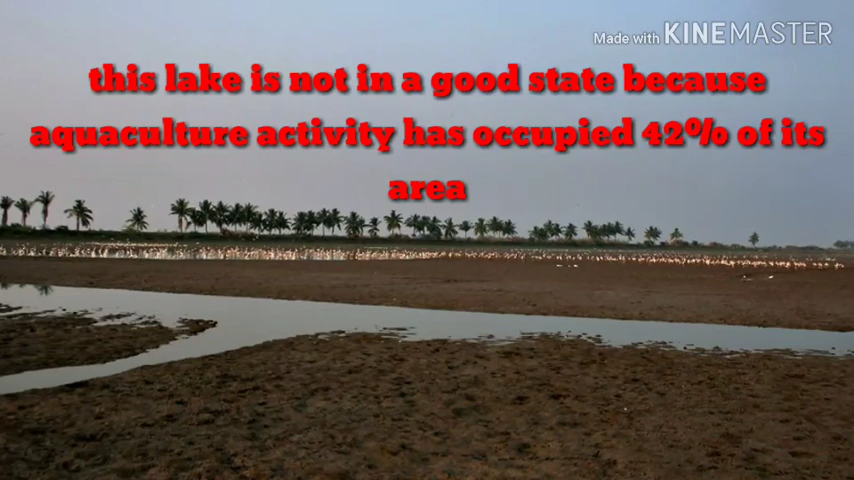 Made with KINEMASTER
this lake is not in a good state because
aquaculture activity has occupied 42% of its
area